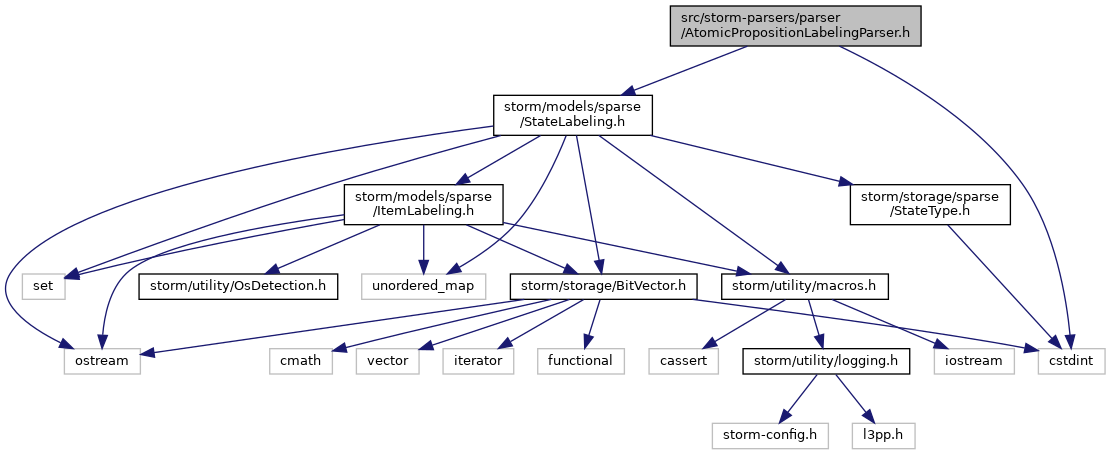 src/storm-parsers/parser
/AtomicPropositionLabelingParser.h
storm/models/sparse
/StateLabeling.h
storm/models/sparse
/ItemLabeling.h
storm/storage/sparse
/StateType.h
set
storm/utility/OsDetection.h
unordered_map
storm/storage/BitVector.h
storm/utility/macros.h
ostream
cmath
vector
iterator
functional
cassert
storm/utility/logging.h
iostream
cstdint
storm-config.h
l3pp.h